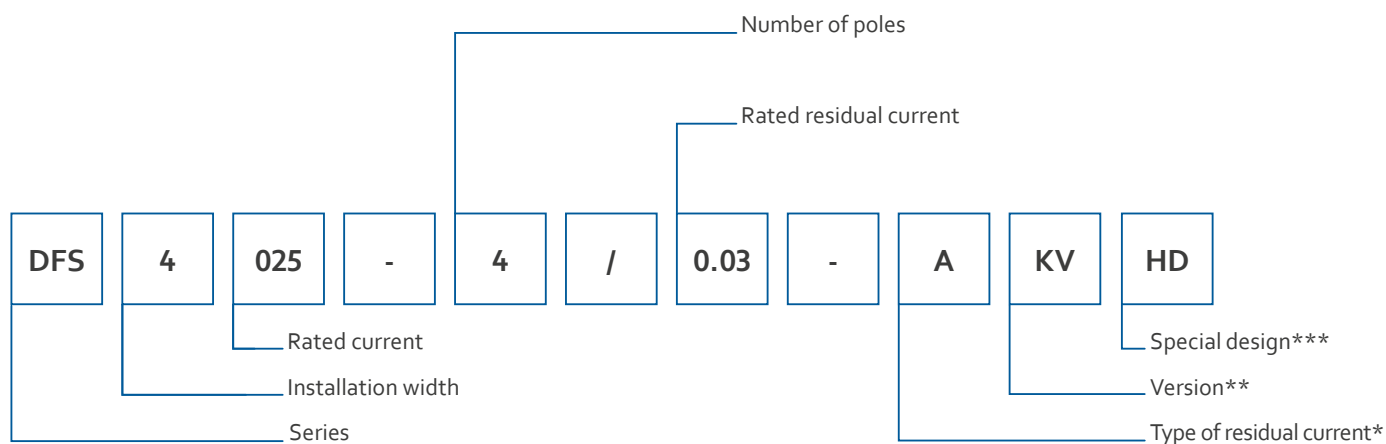 Number of poles
Rated residual current
DFS 4 025 - 4 / 0.03 - A KV HD
Rated current
Special design***
Installation width
Version**
Series
Type of residual current*